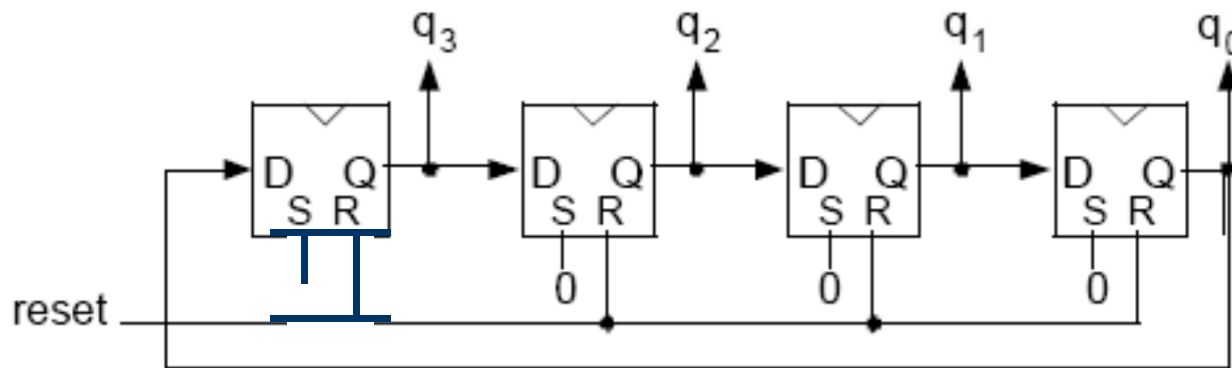 q3 q2 q1 q0
D Q D Q D Q D Q
S R S R S R S R
0 0 0
reset